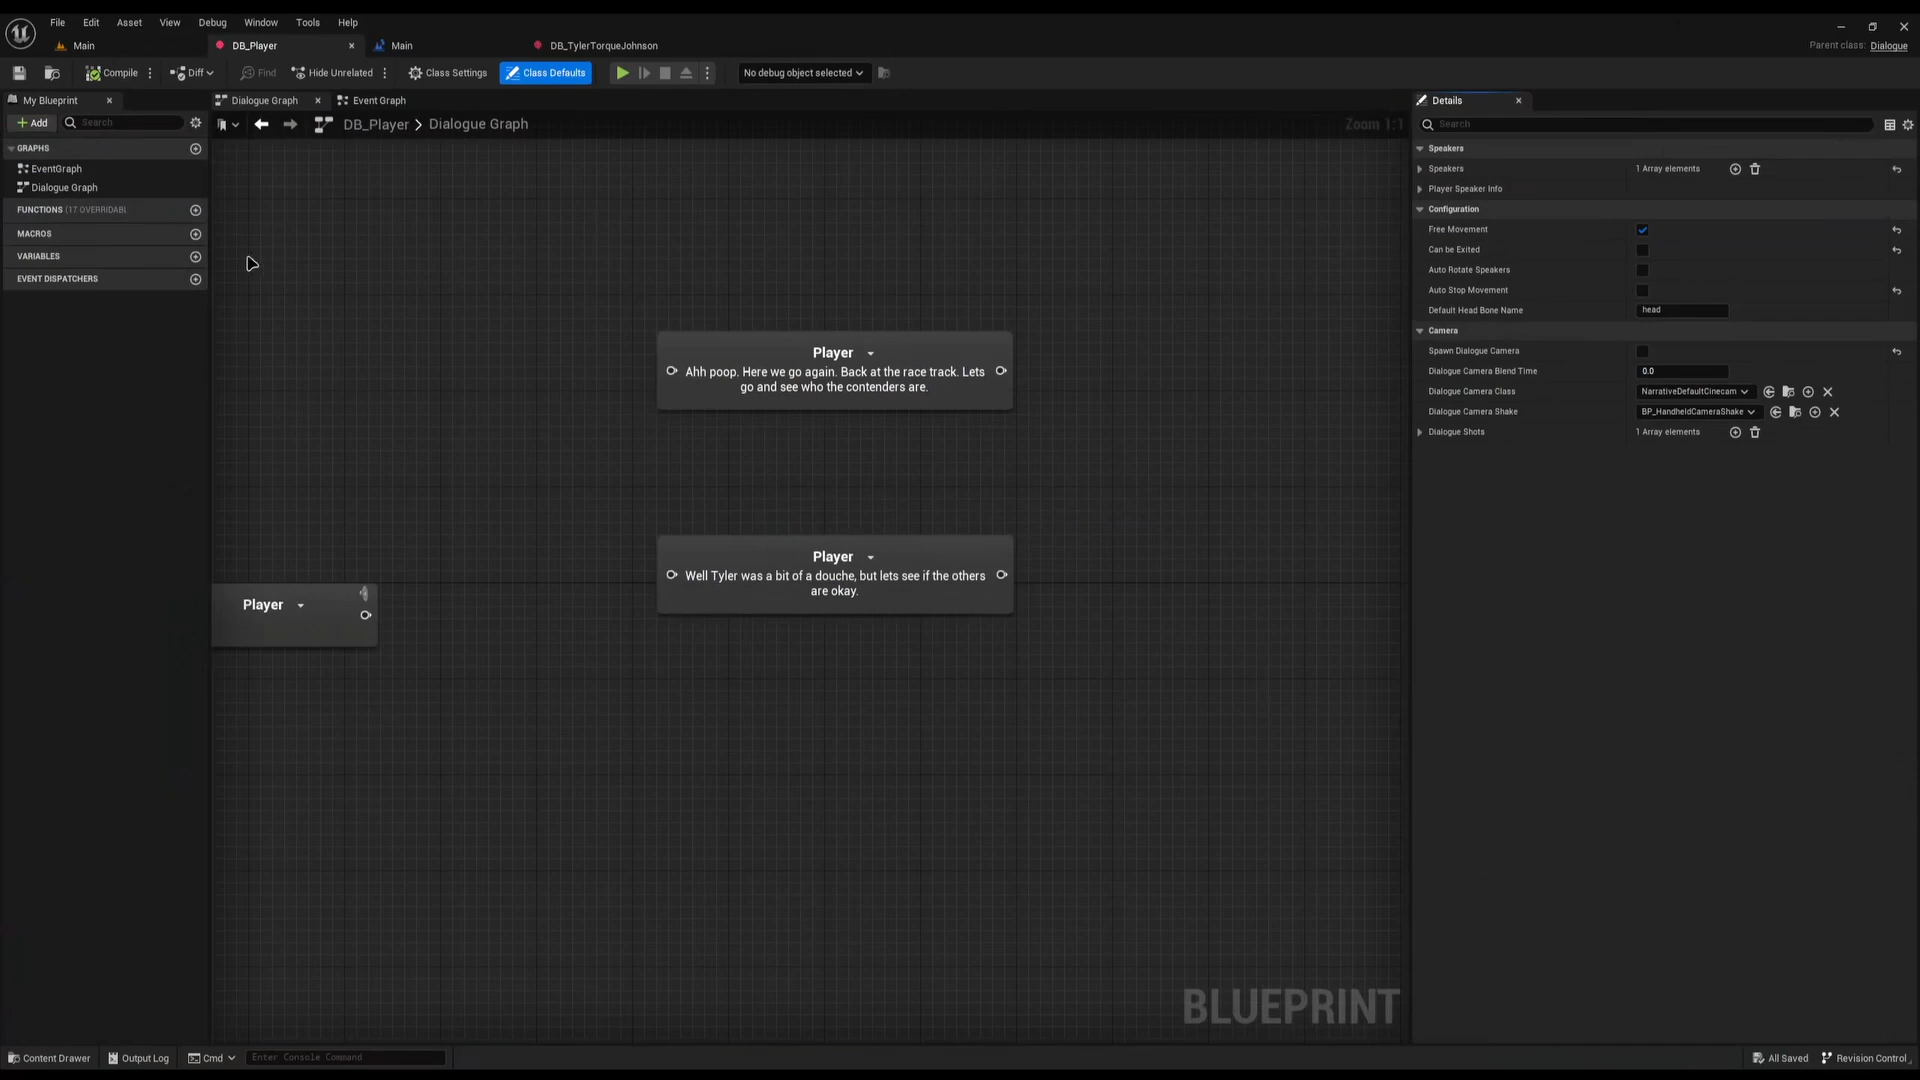 File Edit Asset View Debug Window Tools Help
Main DB_Player Main DB_TylerTorqueJohnson
Parent class: Dialogue
Compile Diff Find Hide Unrelated Class Settings Class Defaults No debug object selected
My Blueprint
Add Search
GRAPHS
EventGraph
Dialogue Graph
FUNCTIONS (17 OVERRIDABL
MACROS
VARIABLES
EVENT DISPATCHERS
Dialogue Graph Event Graph
DB_Player > Dialogue Graph
Zoom 1:1
Player
Ahh poop. Here we go again. Back at the race track. Lets
go and see who the contenders are.
Player
Well Tyler was a bit of a douche, but lets see if the others
are okay.
Player
BLUEPRINT
Details
Search
Speakers
Speakers 1 Array elements
Player Speaker Info
Configuration
Free Movement
Can be Exited
Auto Rotate Speakers
Auto Stop Movement
Default Head Bone Name head
Camera
Spawn Dialogue Camera
Dialogue Camera Blend Time 0.0
Dialogue Camera Class NarrativeDefaultCinecam
Dialogue Camera Shake BP_HandheldCameraShake
Dialogue Shots 1 Array elements
Content Drawer Output Log Cmd Enter Console Command
All Saved Revision Control